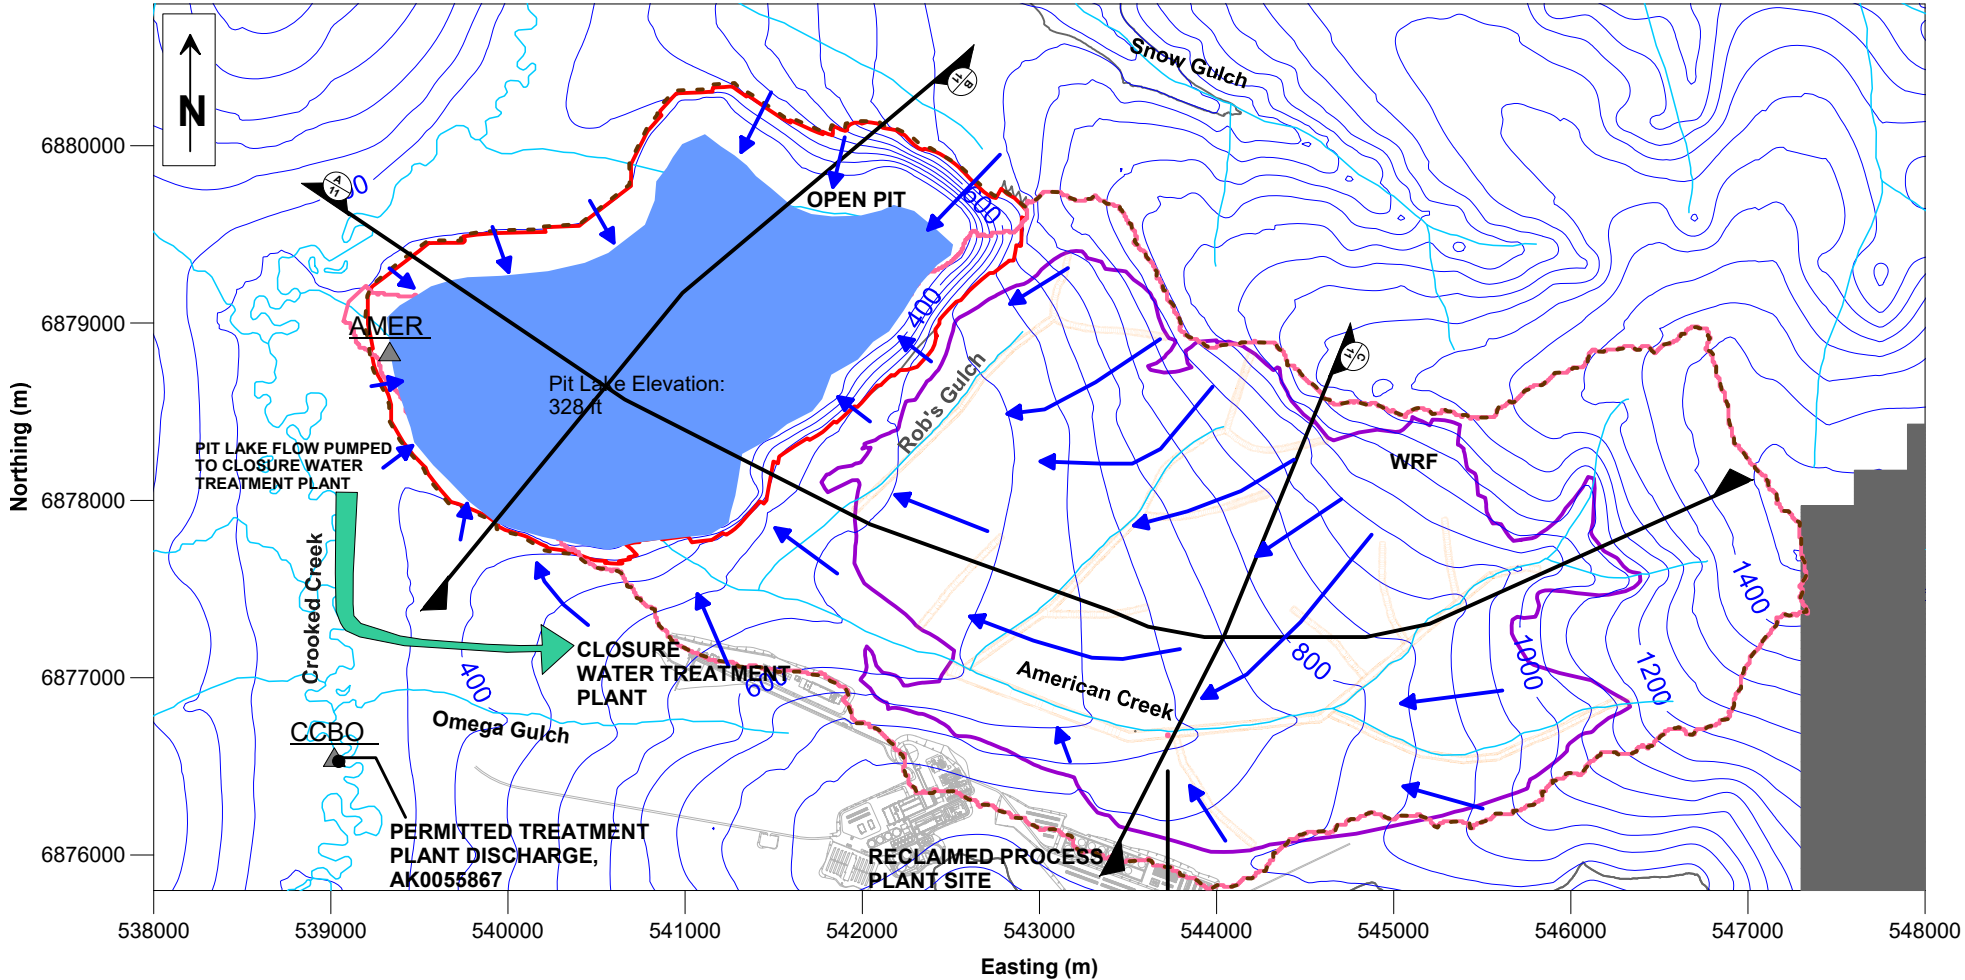 N
Snow Gulch
B
11
A
11
OPEN PIT
600
400
AMER
Pit Lake Elevation:
328 ft
Rob's Gulch
C
11
WRF
PIT LAKE FLOW PUMPED
TO CLOSURE WATER
TREATMENT PLANT
Crooked Creek
CLOSURE
WATER TREATMENT
PLANT
400
600
Omega Gulch
American Creek
800
1000
1200
1400
CCBO
PERMITTED TREATMENT
PLANT DISCHARGE,
AK0055867
RECLAIMED PROCESS
PLANT SITE
Northing (m)
6880000
6879000
6878000
6877000
6876000
538000
539000
540000
541000
542000
543000
544000
545000
546000
547000
548000
Easting (m)